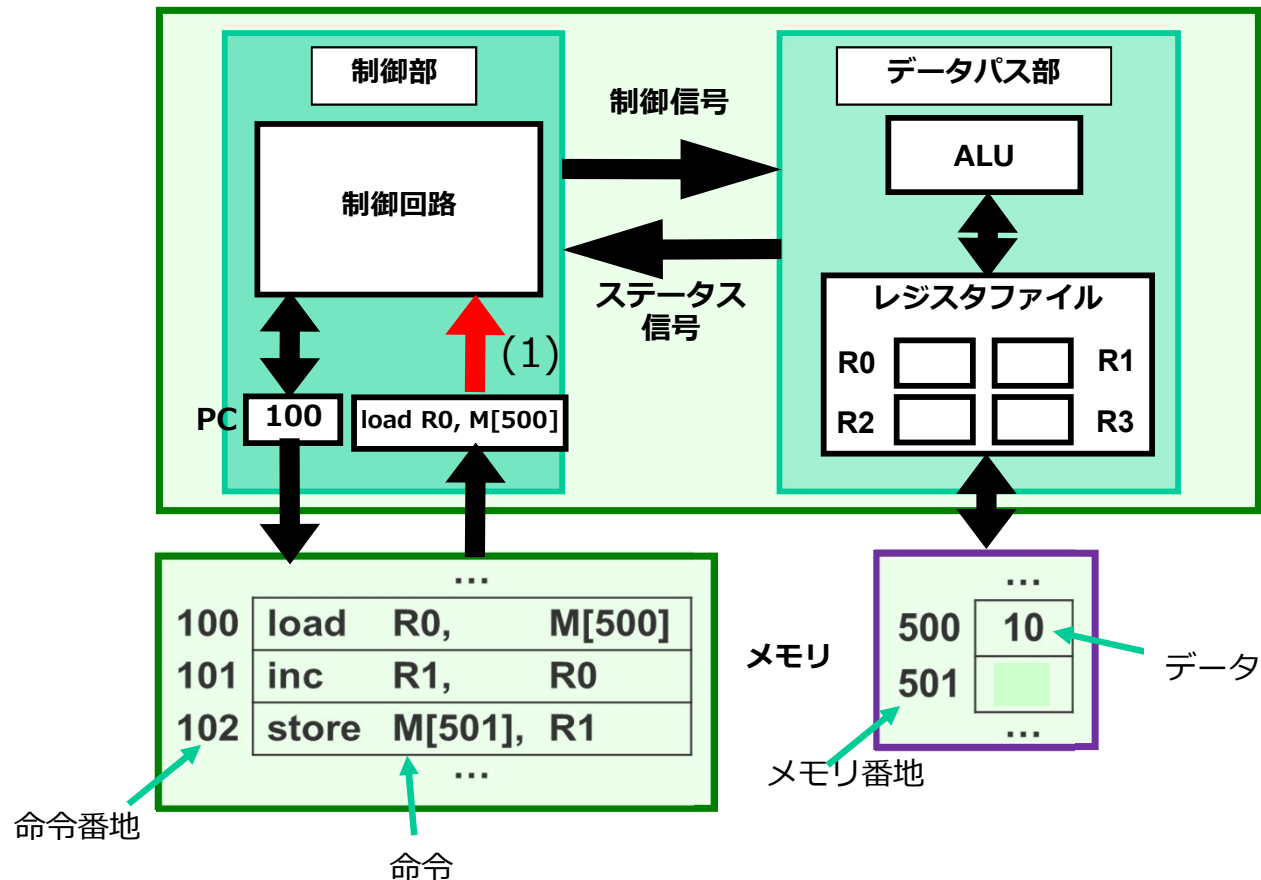 制御部
データパス部
制御信号
ALU
制御回路
ステータス
信号
レジスタファイル
(1)
R0
R1
R2
R3
PC
100
load R0, M[500]
...
100 load R0, M[500]
101 inc R1, R0
102 store M[501], R1
...
メモリ
...
500 10
501
...
データ
メモリ番地
命令番地
命令